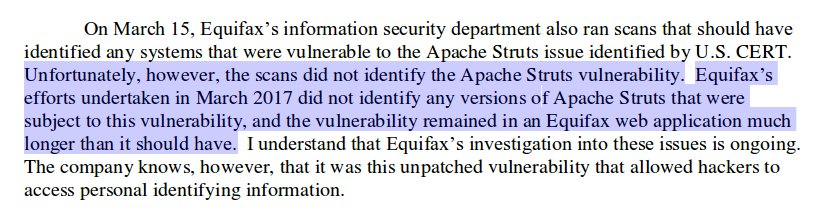 On March 15, Equifax’s information security department also ran scans that should have
identified any systems that were vulnerable to the Apache Struts issue identified by U.S. CERT.
Unfortunately, however, the scans did not identify the Apache Struts vulnerability.  Equifax’s
efforts undertaken in March 2017 did not identify any versions of Apache Struts that were
subject to this vulnerability, and the vulnerability remained in an Equifax web application much
longer than it should have.  I understand that Equifax’s investigation into these issues is ongoing.
The company knows, however, that it was this unpatched vulnerability that allowed hackers to
access personal identifying information.